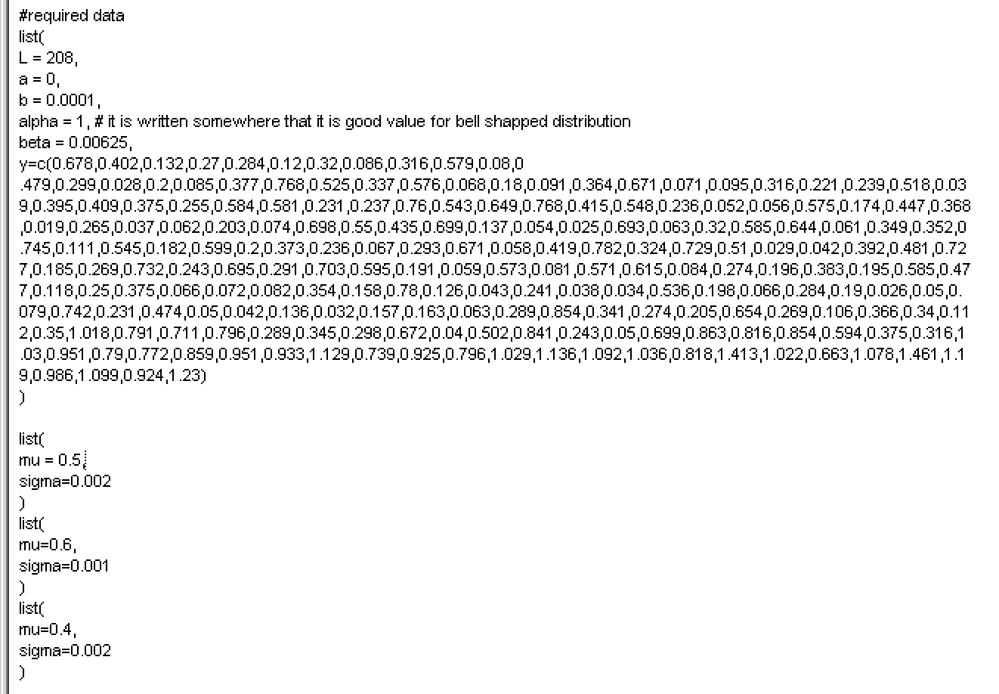 #required data
list(
L = 208,
a = 0,
b = 0.0001,
alpha = 1, # it is written somewhere that it is good value for bell shapped distribution
beta = 0.00625,
y=c(0.678,0.402,0.132,0.27,0.284,0.12,0.32,0.086,0.316,0.579,0.08,0
.479,0.299,0.028,0.2,0.085,0.377,0.768,0.525,0.337,0.576,0.068,0.18,0.091,0.364,0.671,0.071,0.095,0.316,0.221,0.239,0.518,0.03
9,0.395,0.409,0.375,0.255,0.584,0.581,0.231,0.237,0.76,0.543,0.649,0.768,0.415,0.548,0.236,0.052,0.056,0.575,0.174,0.447,0.368
,0.019,0.265,0.037,0.062,0.203,0.074,0.698,0.55,0.435,0.699,0.137,0.054,0.025,0.693,0.063,0.32,0.585,0.644,0.061,0.349,0.352,0
.745,0.111,0.545,0.182,0.599,0.2,0.373,0.236,0.067,0.293,0.671,0.058,0.419,0.782,0.324,0.729,0.51,0.029,0.042,0.392,0.481,0.72
7,0.185,0.269,0.732,0.243,0.695,0.291,0.703,0.595,0.191,0.059,0.573,0.081,0.571,0.615,0.084,0.274,0.196,0.383,0.195,0.585,0.47
7,0.118,0.25,0.375,0.066,0.072,0.082,0.354,0.158,0.78,0.126,0.043,0.241,0.038,0.034,0.536,0.198,0.066,0.284,0.19,0.026,0.05,0.
079,0.742,0.231,0.474,0.05,0.042,0.136,0.032,0.157,0.163,0.063,0.289,0.854,0.341,0.274,0.205,0.654,0.269,0.106,0.366,0.34,0.11
2,0.35,1.018,0.791,0.711,0.796,0.289,0.345,0.298,0.672,0.04,0.502,0.841,0.243,0.05,0.699,0.863,0.816,0.854,0.594,0.375,0.316,1
.03,0.951,0.79,0.772,0.859,0.951,0.933,1.129,0.739,0.925,0.796,1.029,1.136,1.092,1.036,0.818,1.413,1.022,0.663,1.078,1.461,1.1
9,0.986,1.099,0.924,1.23)
)
list(
mu = 0.5,
sigma=0.002
)
list(
mu=0.6,
sigma=0.001
)
list(
mu=0.4,
sigma=0.002
)